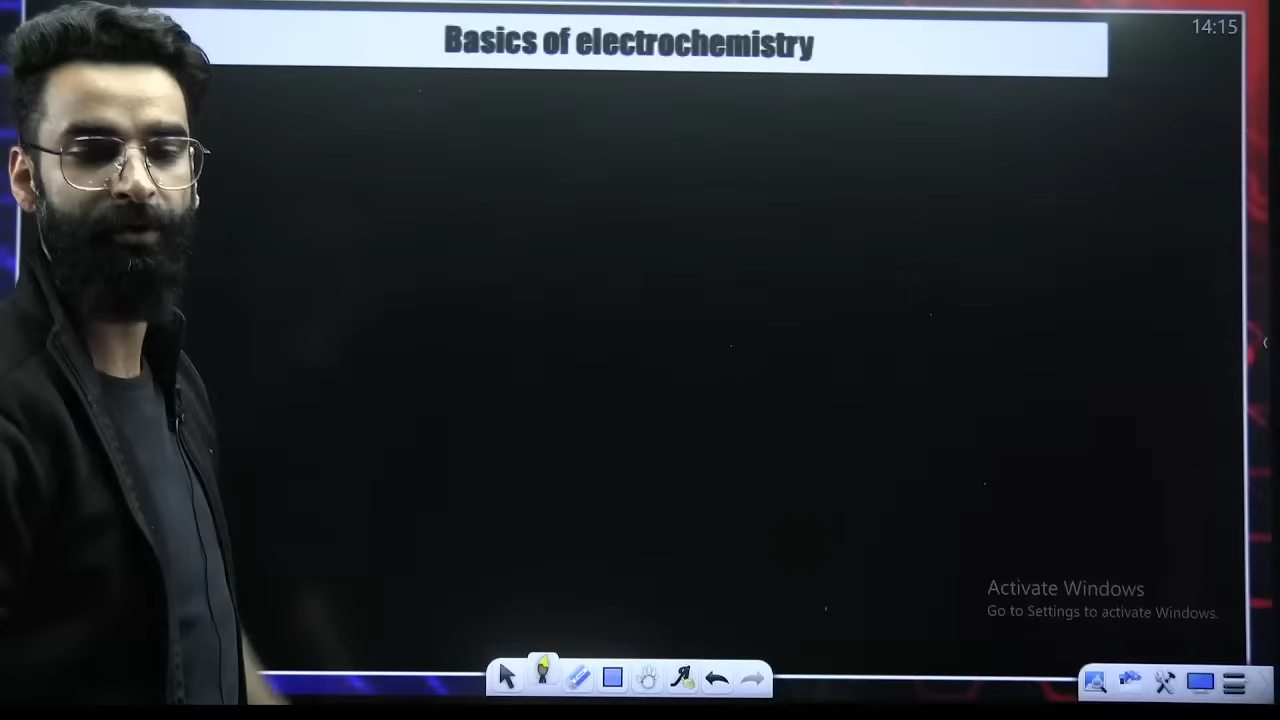 Basics of electrochemistry
14:15
Activate Windows
Go to Settings to activate Windows.